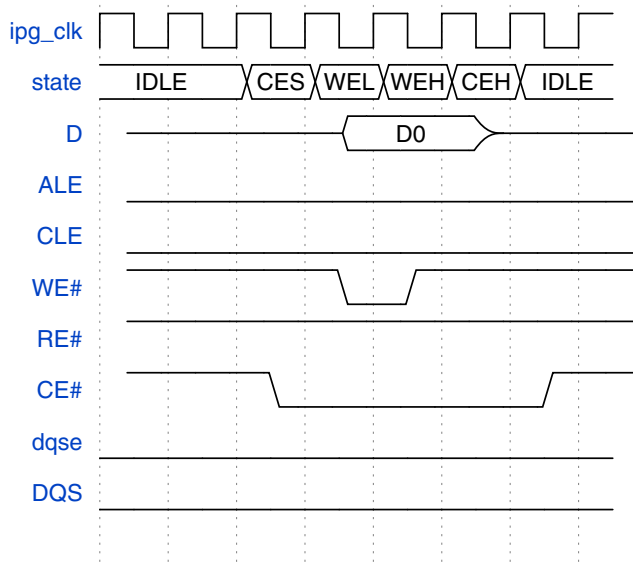 ipg_clk
state IDLE CES WEL WEH CEH IDLE
D D0
ALE
CLE
WE#
RE#
CE#
dqse
DQS